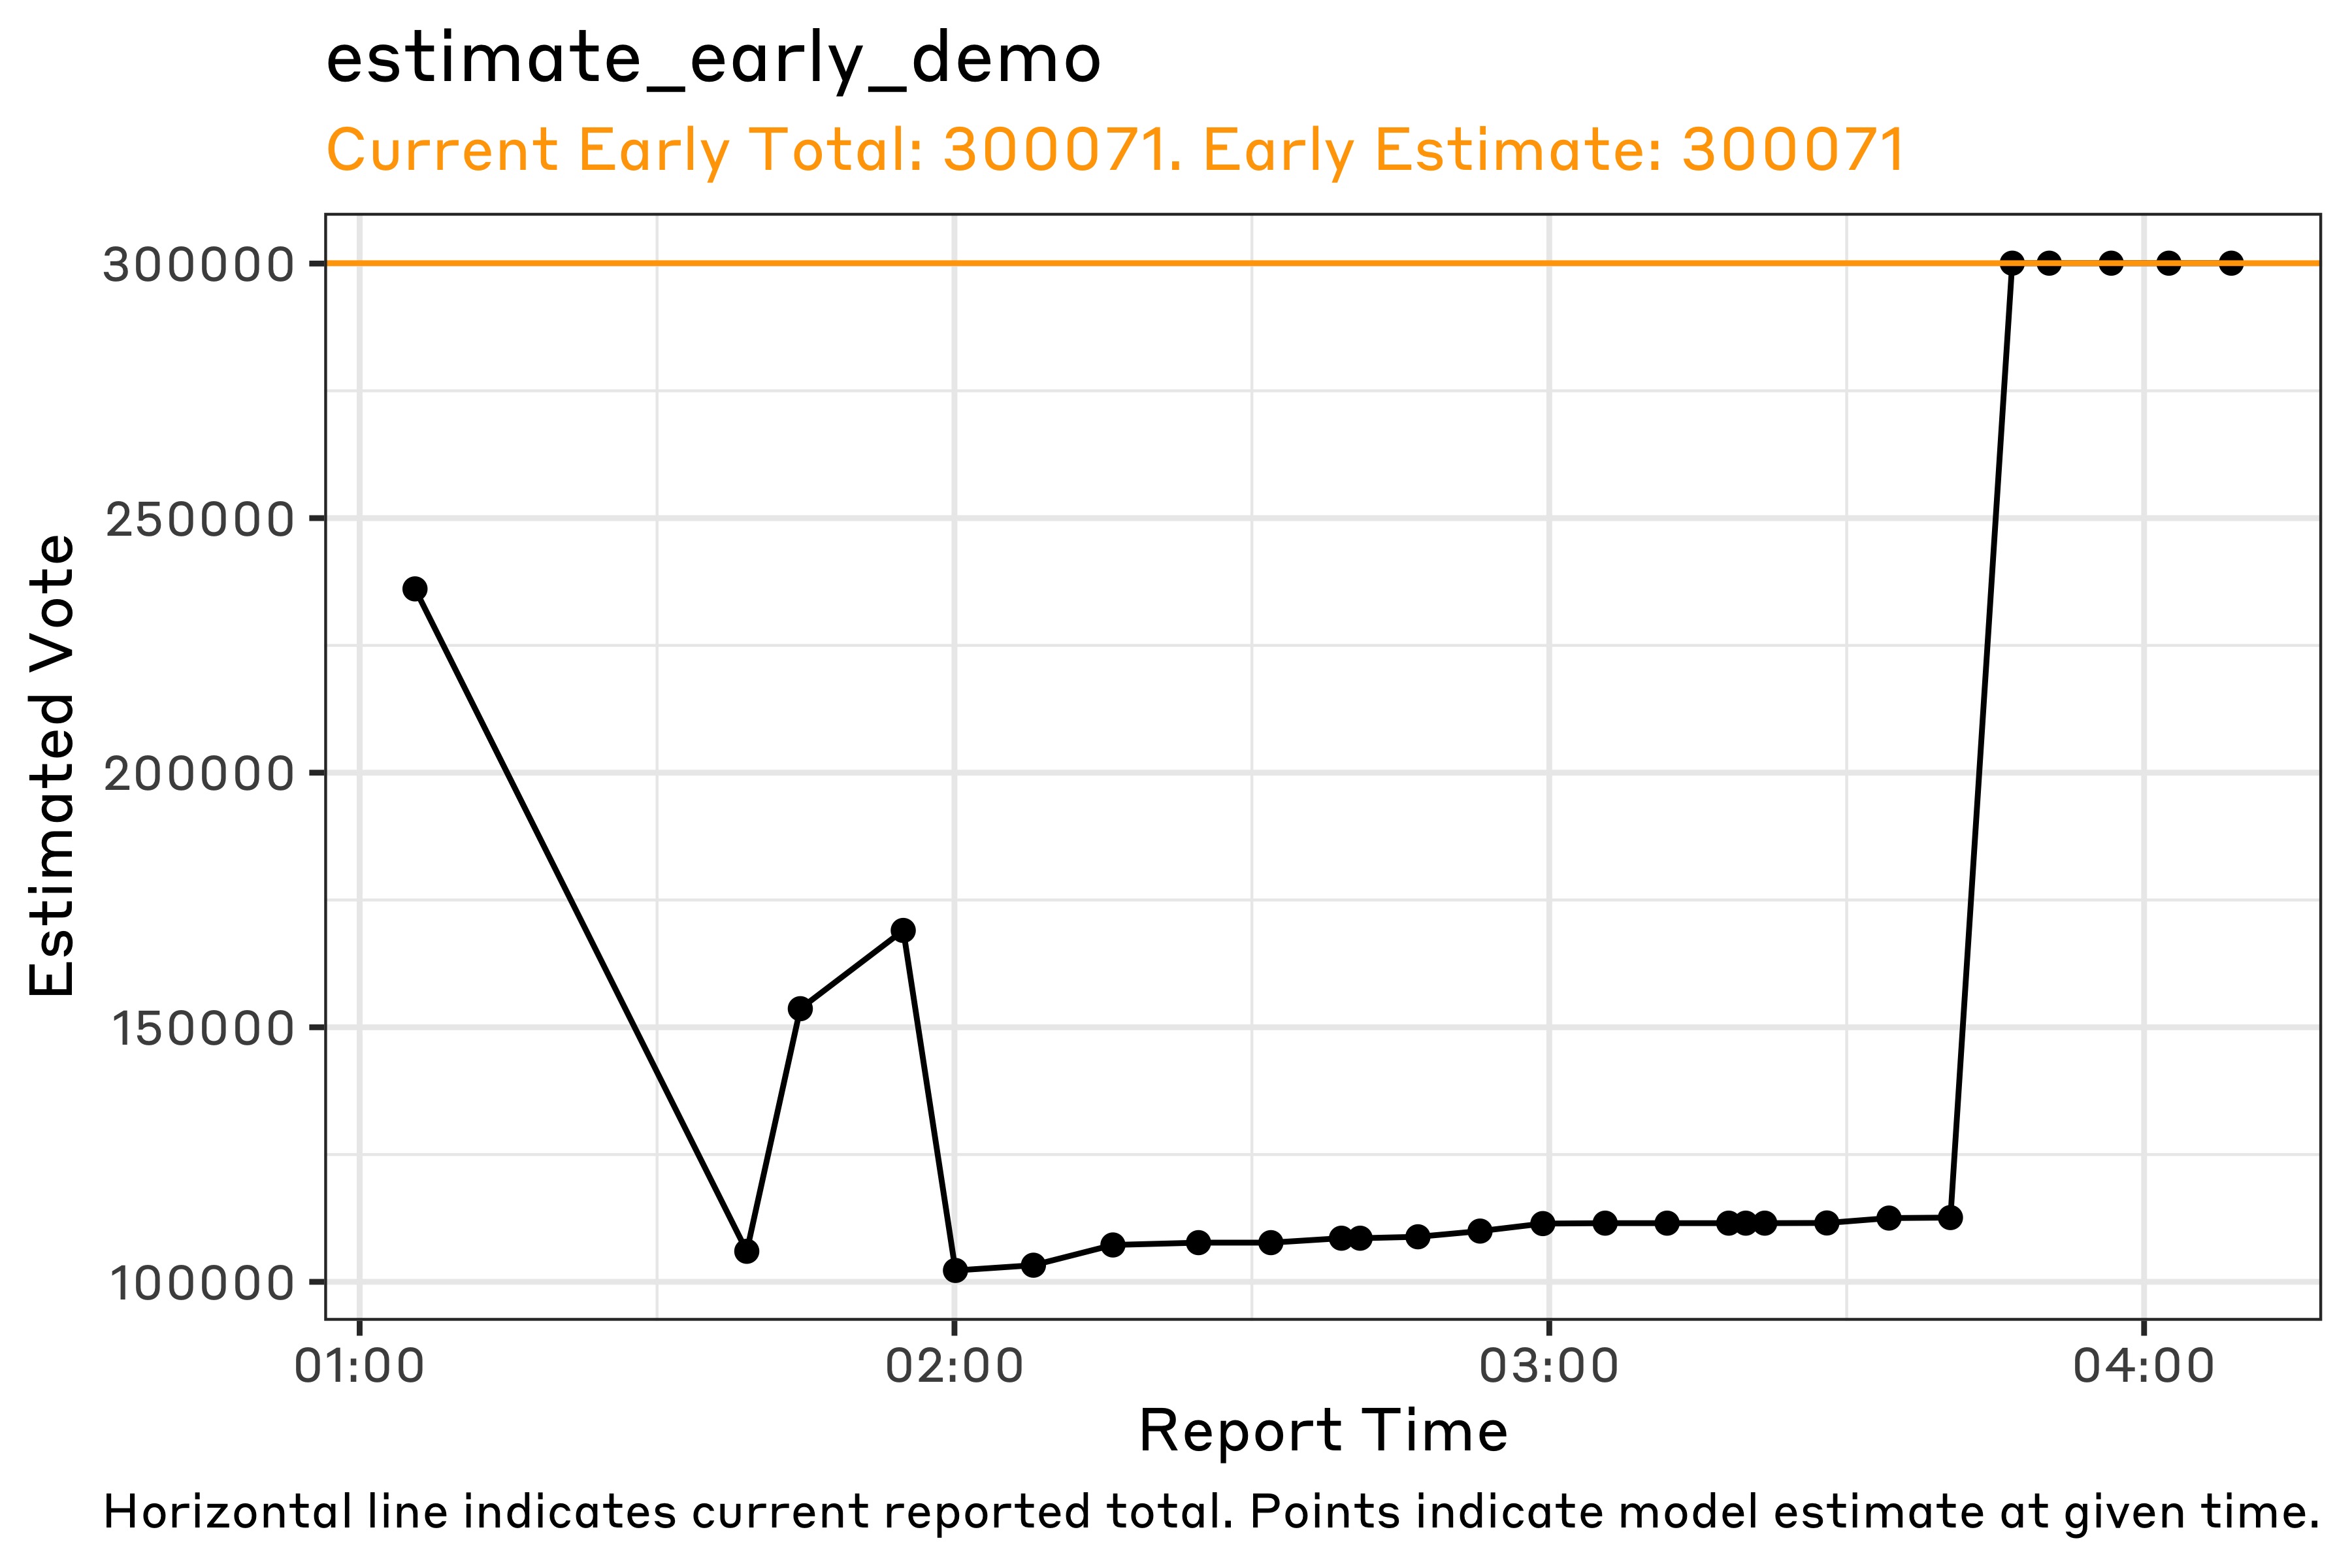 estimate_early_demo
Current Early Total: 300071. Early Estimate: 300071
Estimated Vote
300000
250000
200000
150000
100000
01:00 02:00 03:00 04:00
Report Time
Horizontal line indicates current reported total. Points indicate model estimate at given time.